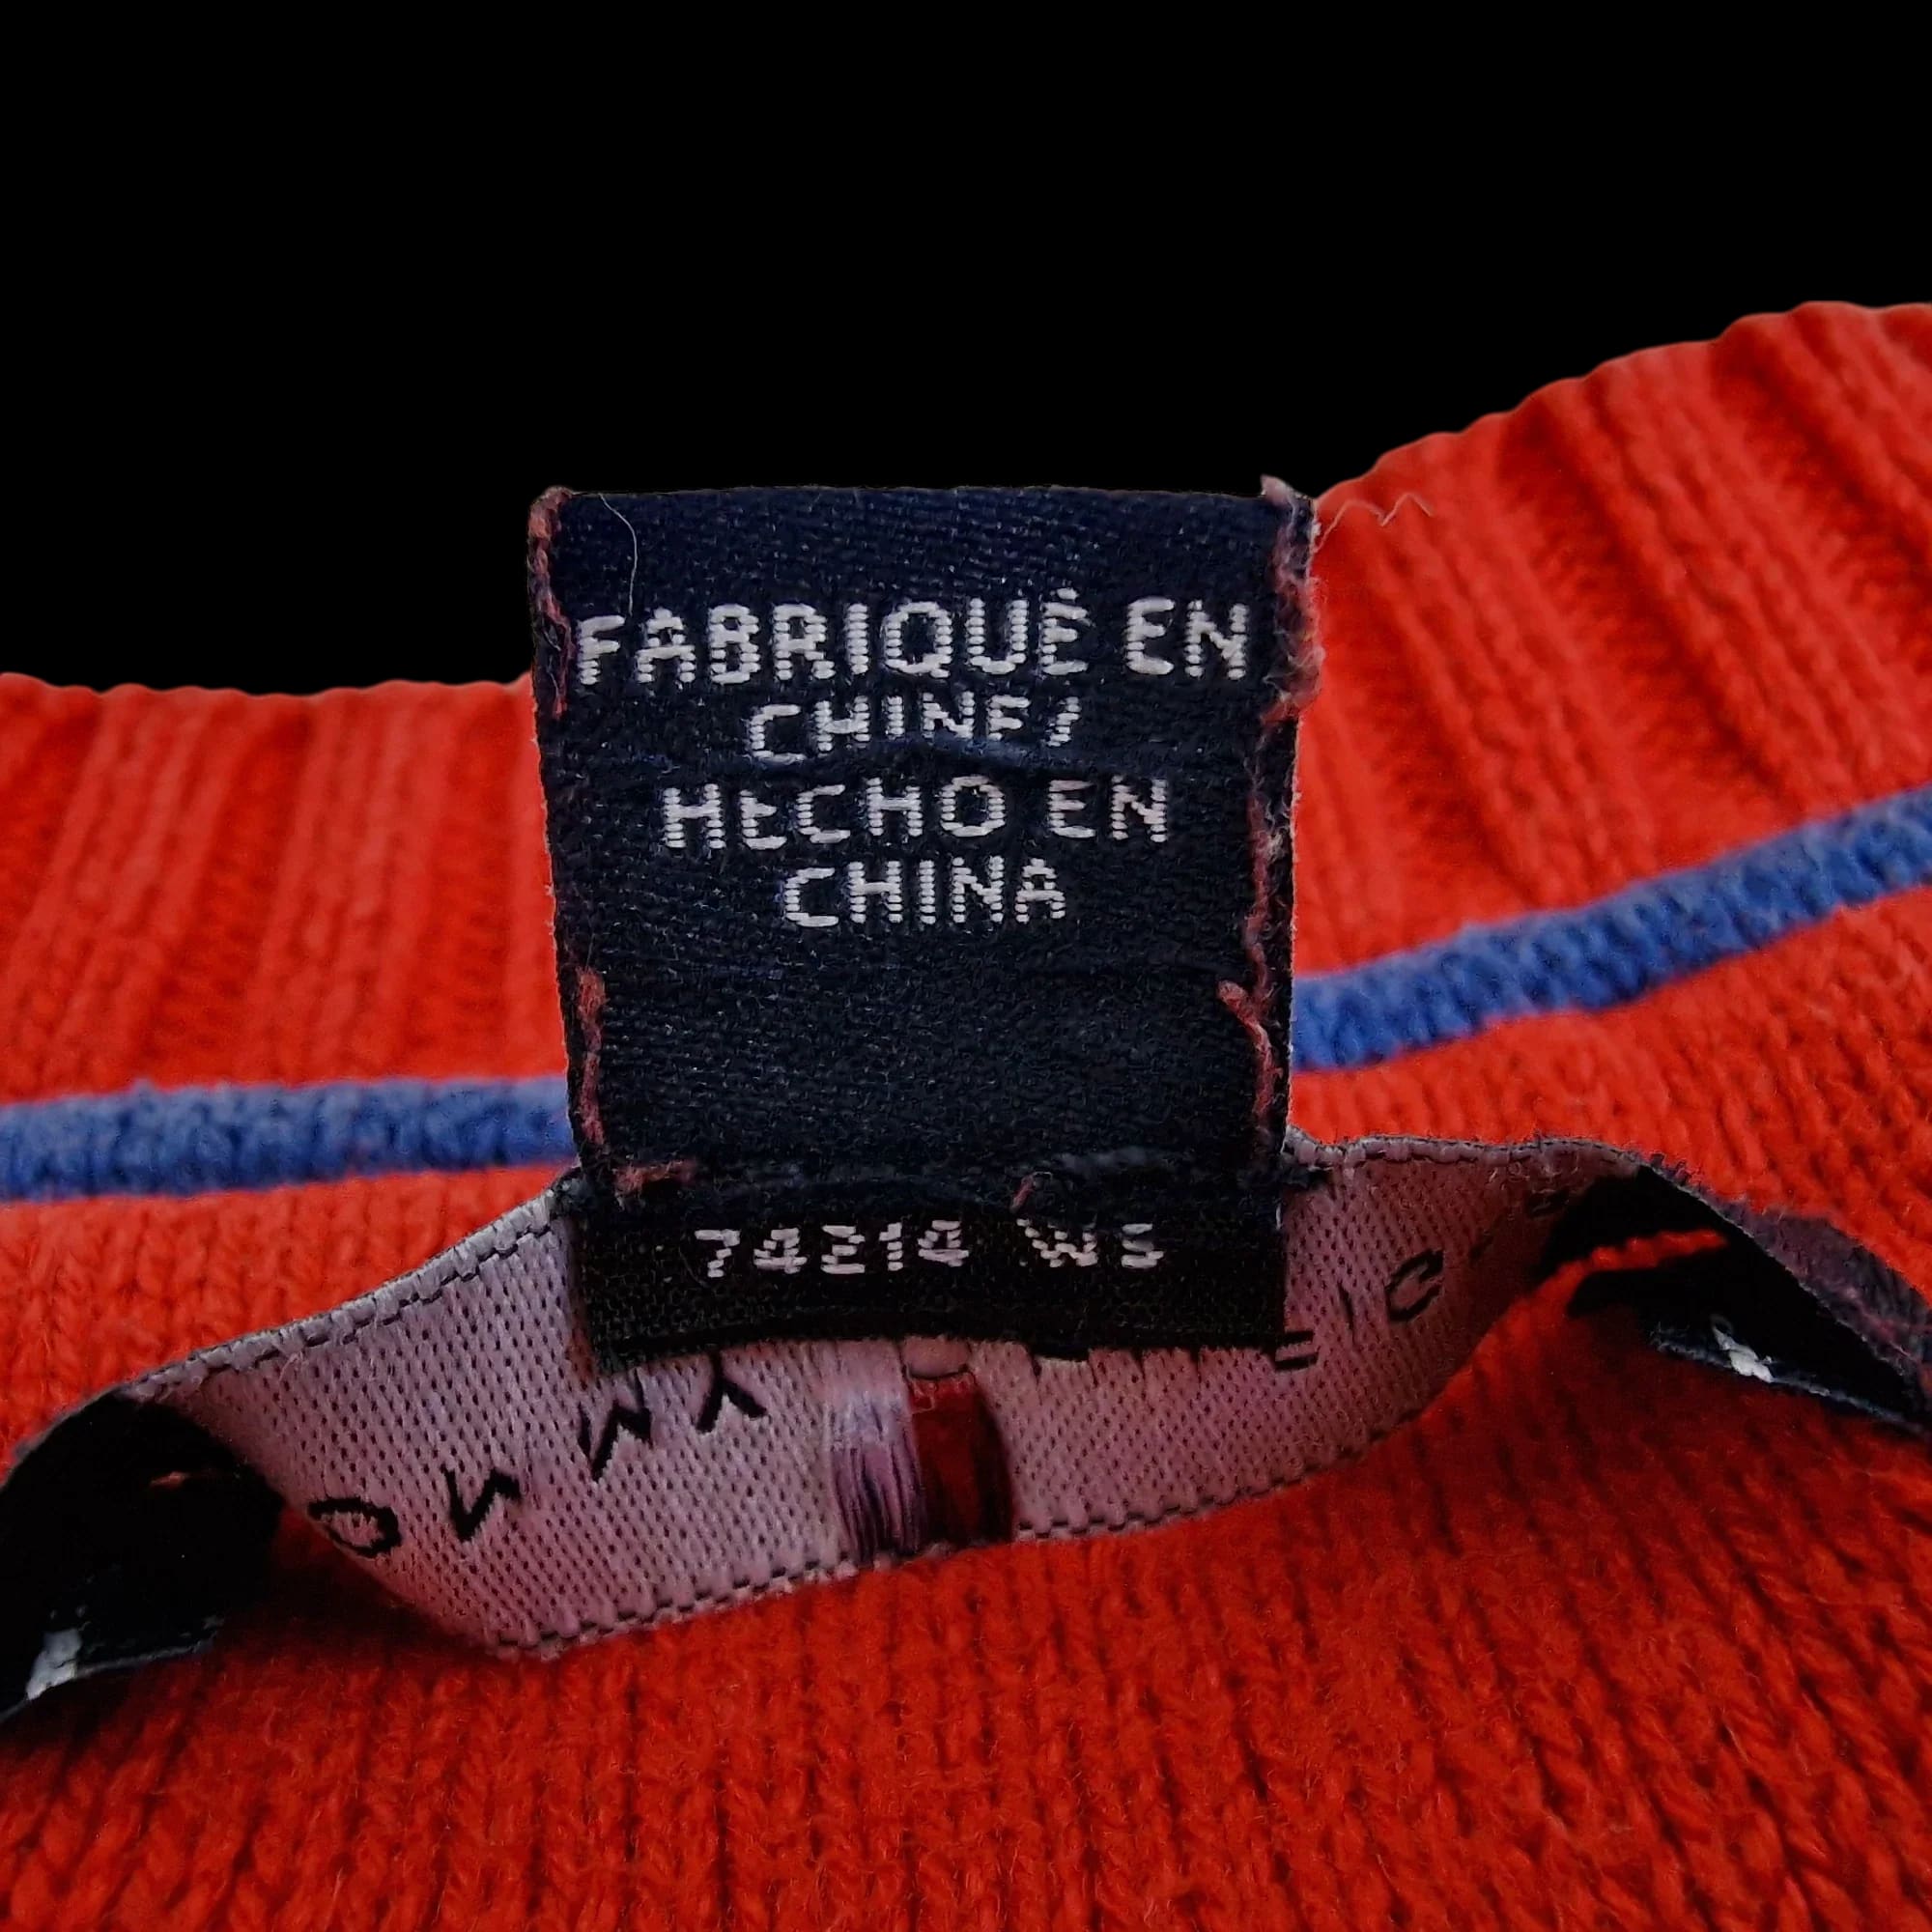 FABRIQUÉ EN
CHINE/
HECHO EN
CHINA
74214 WS